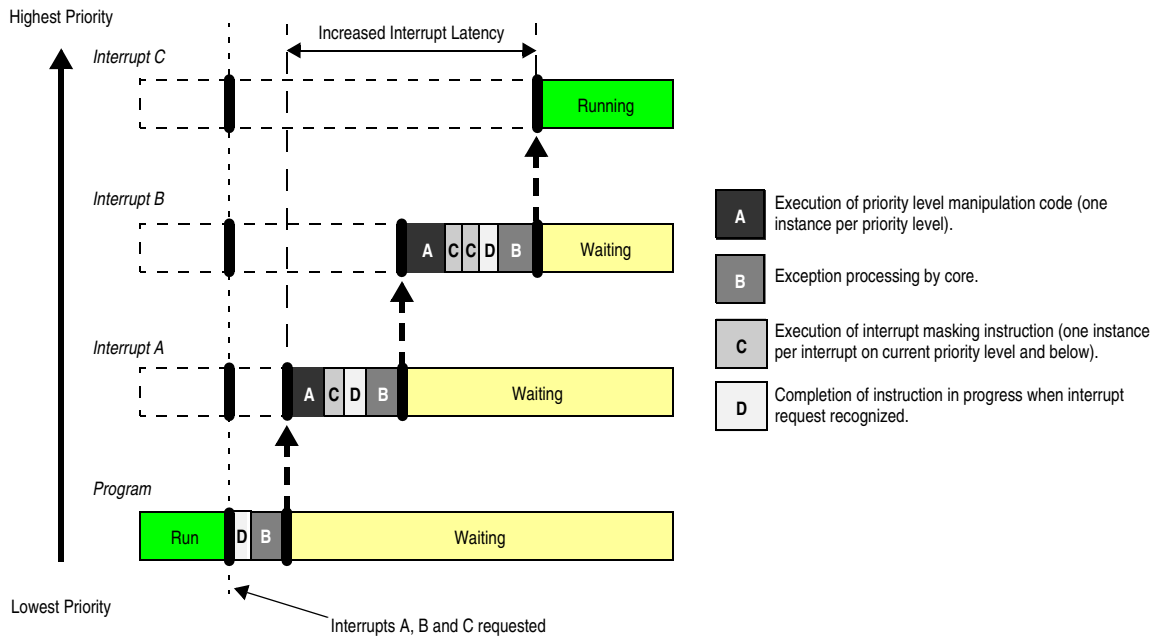 Highest Priority
Increased Interrupt Latency
Interrupt C
Running
Interrupt B
A C C D B Waiting
Interrupt A
A C D B Waiting
Program
Run D B Waiting
Lowest Priority
Interrupts A, B and C requested
A Execution of priority level manipulation code (one
instance per priority level).
B Exception processing by core.
C Execution of interrupt masking instruction (one instance
per interrupt on current priority level and below).
D Completion of instruction in progress when interrupt
request recognized.